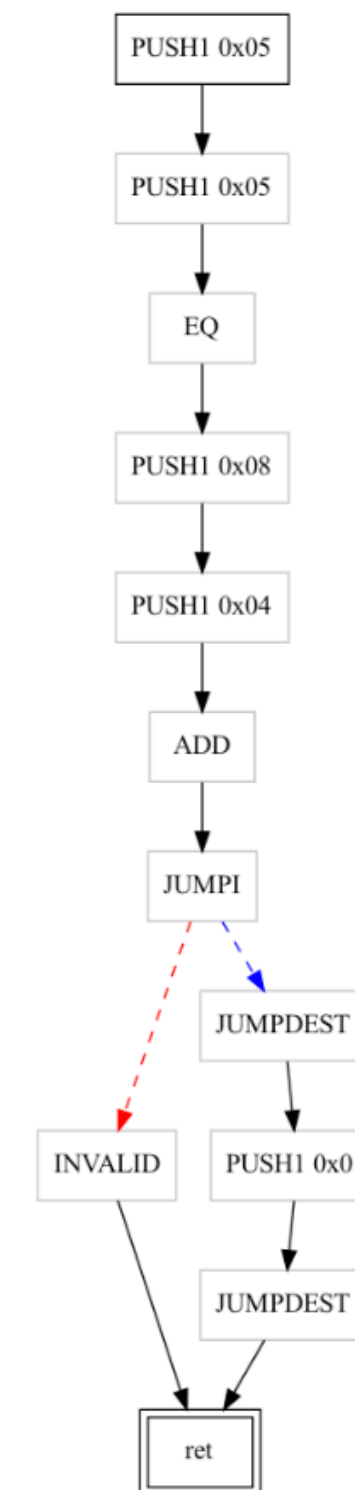 PUSH1 0x05
PUSH1 0x05
EQ
PUSH1 0x08
PUSH1 0x04
ADD
JUMPI
JUMPDEST
INVALID
PUSH1 0x0
JUMPDEST
ret